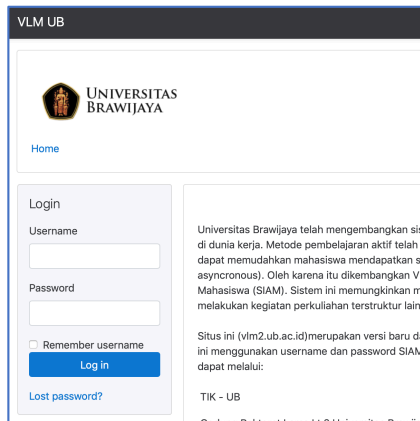 VLM UB
UNIVERSITAS
BRAWIJAYA
Home
Login
Username
Password
Remember username
Log in
Lost password?
Universitas Brawijaya telah mengembangkan sis
di dunia kerja. Metode pembelajaran aktif telah
dapat memudahkan mahasiswa mendapatkan s
asyncronous). Oleh karena itu dikembangkan V
Mahasiswa (SIAM). Sistem ini memungkinkan m
melakukan kegiatan perkuliahan terstruktur lain
Situs ini (vlm2.ub.ac.id)merupakan versi baru da
ini menggunakan username dan password SIAM
dapat melalui:
TIK - UB